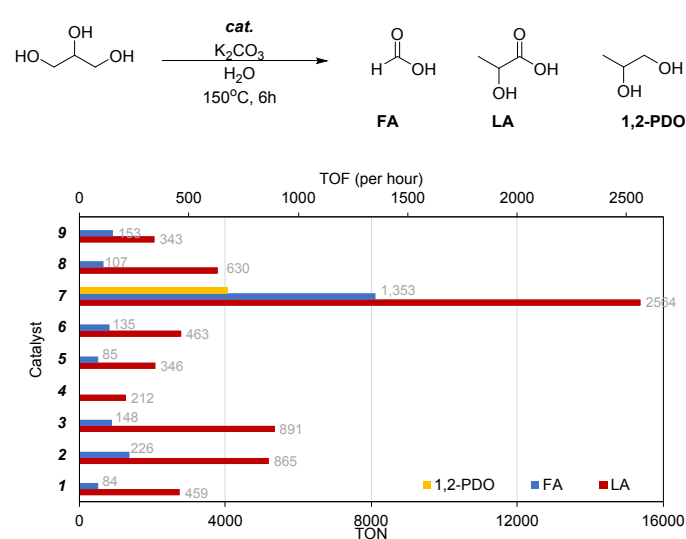 OH
HO
OH
cat.
K₂CO₃
H₂O
150°C, 6h
O
H
OH
FA
O
OH
OH
LA
OH
OH
1,2-PDO
TOF (per hour)
0 500 1000 1500 2000 2500
Catalyst
9 153 343
8 107 630
7 1,353 2564
6 135 463
5 85 346
4 212
3 148 891
2 226 865
1 84 459
1,2-PDO FA LA
0 4000 8000 12000 16000
TON